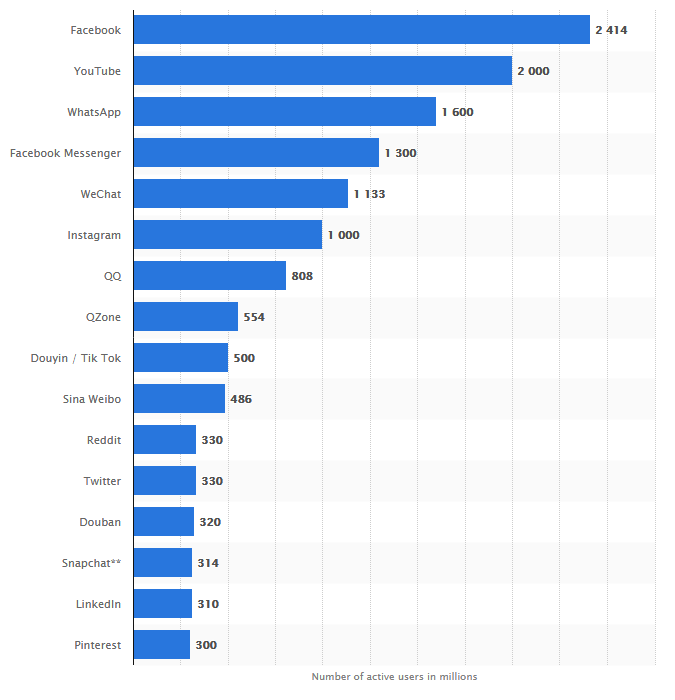 Facebook 2 414
YouTube 2 000
WhatsApp 1 600
Facebook Messenger 1 300
WeChat 1 133
Instagram 1 000
QQ 808
QZone 554
Douyin / Tik Tok 500
Sina Weibo 486
Reddit 330
Twitter 330
Douban 320
Snapchat** 314
LinkedIn 310
Pinterest 300
Number of active users in millions